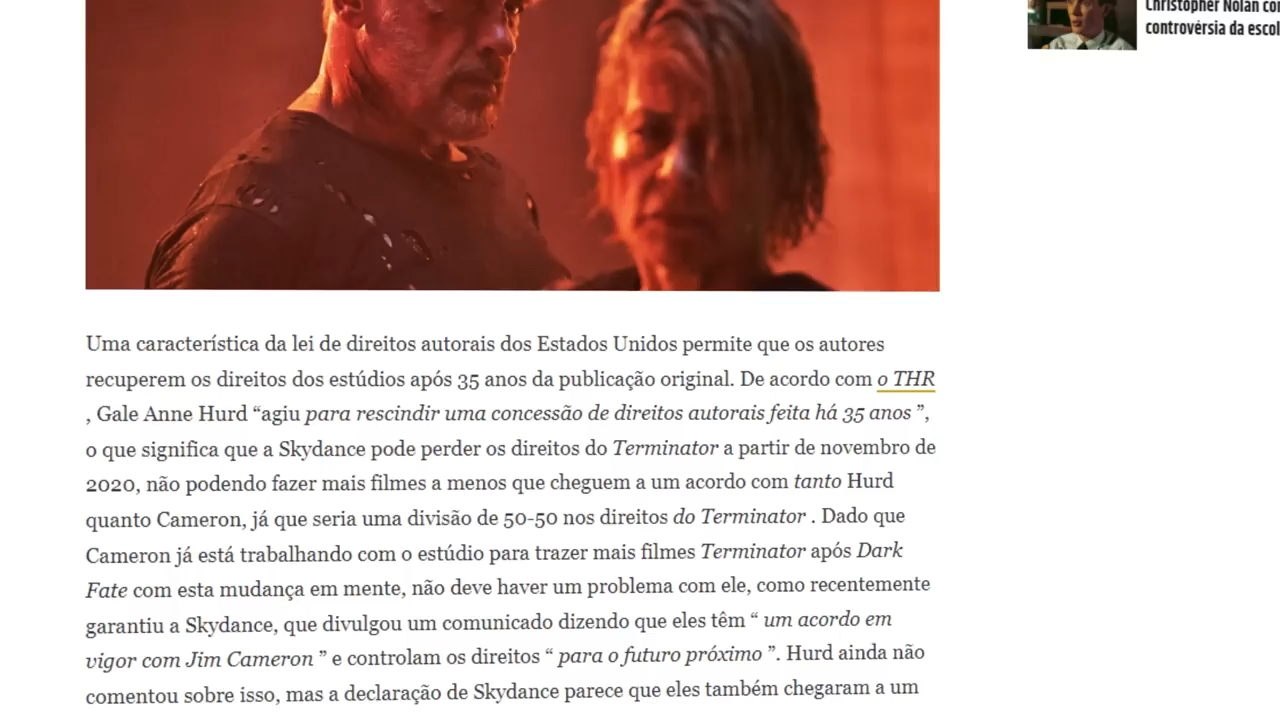 Christopher Nolan
controvérsia da
Uma característica da lei de direitos autorais dos Estados Unidos permite que os autores
recuperem os direitos dos estúdios após 35 anos da publicação original. De acordo com o THR
, Gale Anne Hurd “agiu para rescindir uma concessão de direitos autorais feita há 35 anos ”,
o que significa que a Skydance pode perder os direitos do Terminator a partir de novembro de
2020, não podendo fazer mais filmes a menos que cheguem a um acordo com tanto Hurd
quanto Cameron, já que seria uma divisão de 50-50 nos direitos do Terminator . Dado que
Cameron já está trabalhando com o estúdio para trazer mais filmes Terminator após Dark
Fate com esta mudança em mente, não deve haver um problema com ele, como recentemente
garantiu a Skydance, que divulgou um comunicado dizendo que eles têm “ um acordo em
vigor com Jim Cameron ” e controlam os direitos “ para o futuro próximo ”. Hurd ainda não
comentou sobre isso, mas a declaração de Skydance parece que eles também chegaram a um